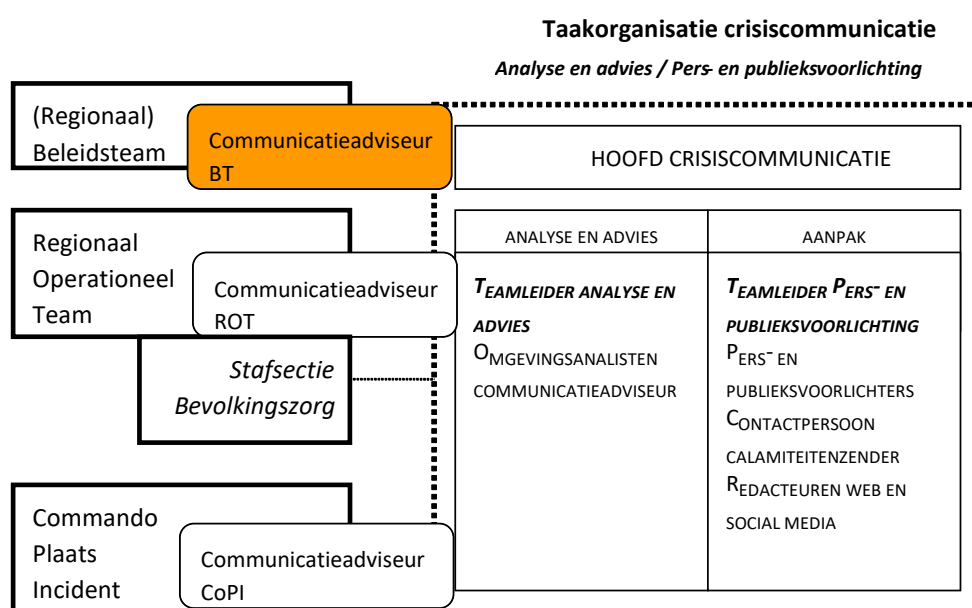 Taakorganisatie crisiscommunicatie
Analyse en advies / Pers- en publieksvoorlichting
(Regionaal)
Beleidsteam
Communicatieadviseur
BT
HOOFD CRISISCOMMUNICATIE
Regionaal
Operationeel
Team
Communicatieadviseur
ROT
Stafsectie
Bevolkingszorg
ANALYSE EN ADVIES
TEAMLEIDER ANALYSE EN
ADVIES
OMGEVINGSANALISTEN
COMMUNICATIEADVISEUR
AANPAK
TEAMLEIDER PERS- EN
PUBLIEKSVOORLICHTING
PERS- EN
PUBLIEKSVOORLICHTERS
CONTACTPERSOON
CALAMITEITENZENDER
REDACTEUREN WEB EN
SOCIAL MEDIA
Commando
Plaats
Incident
Communicatieadviseur
CoPI